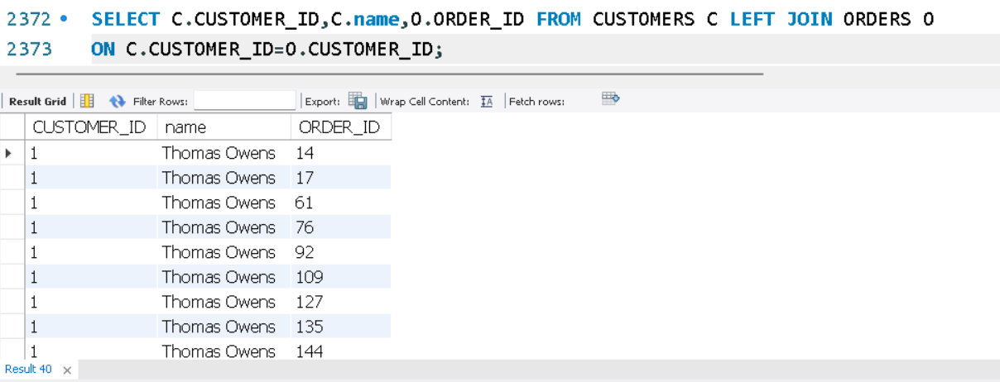 2372 SELECT C.CUSTOMER_ID,C.name,O.ORDER_ID FROM CUSTOMERS C LEFT JOIN ORDERS O
2373 ON C.CUSTOMER_ID=O.CUSTOMER_ID;
Result Grid Filter Rows: Export: Wrap Cell Content: Fetch rows:
CUSTOMER_ID name ORDER_ID
1 Thomas Owens 14
1 Thomas Owens 17
1 Thomas Owens 61
1 Thomas Owens 76
1 Thomas Owens 92
1 Thomas Owens 109
1 Thomas Owens 127
1 Thomas Owens 135
1 Thomas Owens 144
Result 40